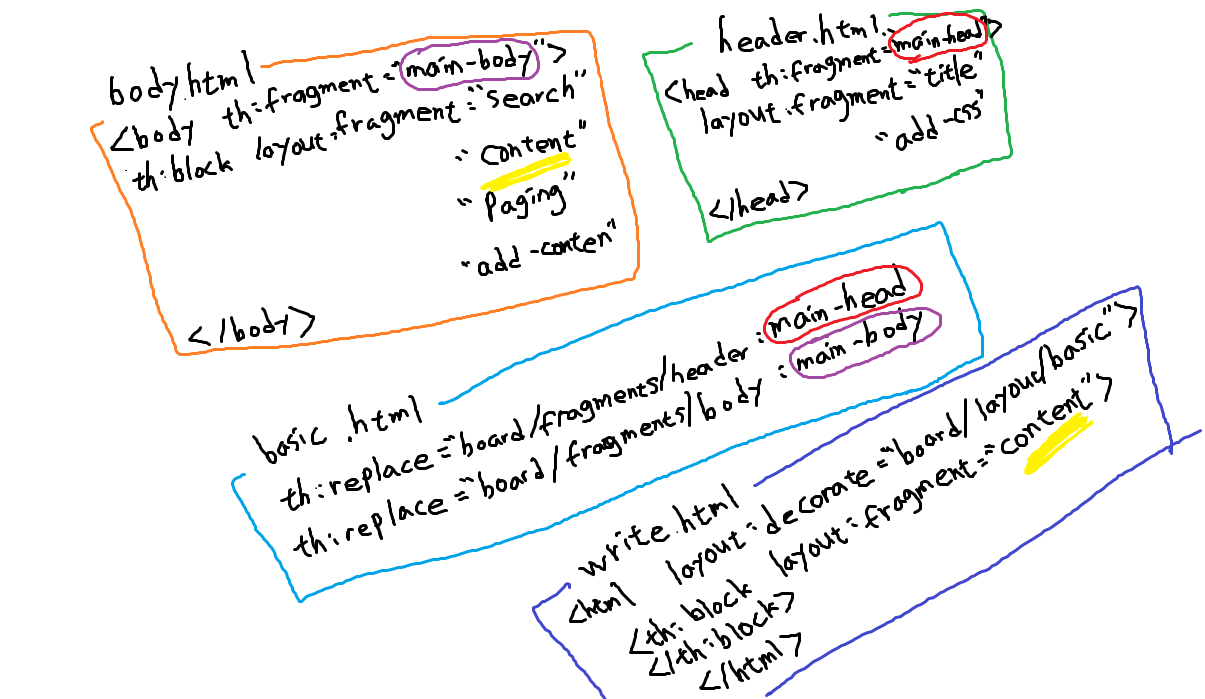 body.html
<body th:fragment="main-body">
th:block layout:fragment="search"
"content"
"Paging"
"add-conten"
</body>
header.html
<head th:fragment="main-head">
layout:fragment="title"
"add-css"
</head>
basic.html
th:replace="board/fragments/header : main-head
th:replace="board/fragments/body : main-body
write.html
<html layout:decorate="board/layout/basic">
<th:block layout:fragment="content">
</th:block>
</html>